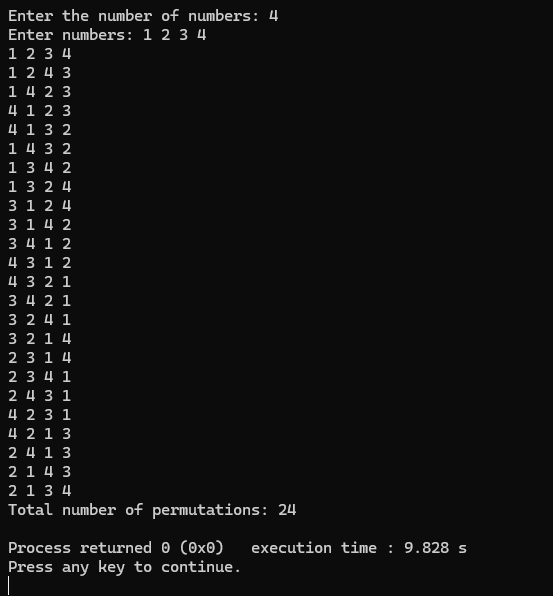 Enter the number of numbers: 4
Enter numbers: 1 2 3 4
1 2 3 4
1 2 4 3
1 4 2 3
4 1 2 3
4 1 3 2
1 4 3 2
1 3 4 2
1 3 2 4
3 1 2 4
3 1 4 2
3 4 1 2
4 3 1 2
4 3 2 1
3 4 2 1
3 2 4 1
3 2 1 4
2 3 1 4
2 3 4 1
2 4 3 1
4 2 3 1
4 2 1 3
2 4 1 3
2 1 4 3
2 1 3 4
Total number of permutations: 24
Process returned 0 (0x0)   execution time : 9.828 s
Press any key to continue.